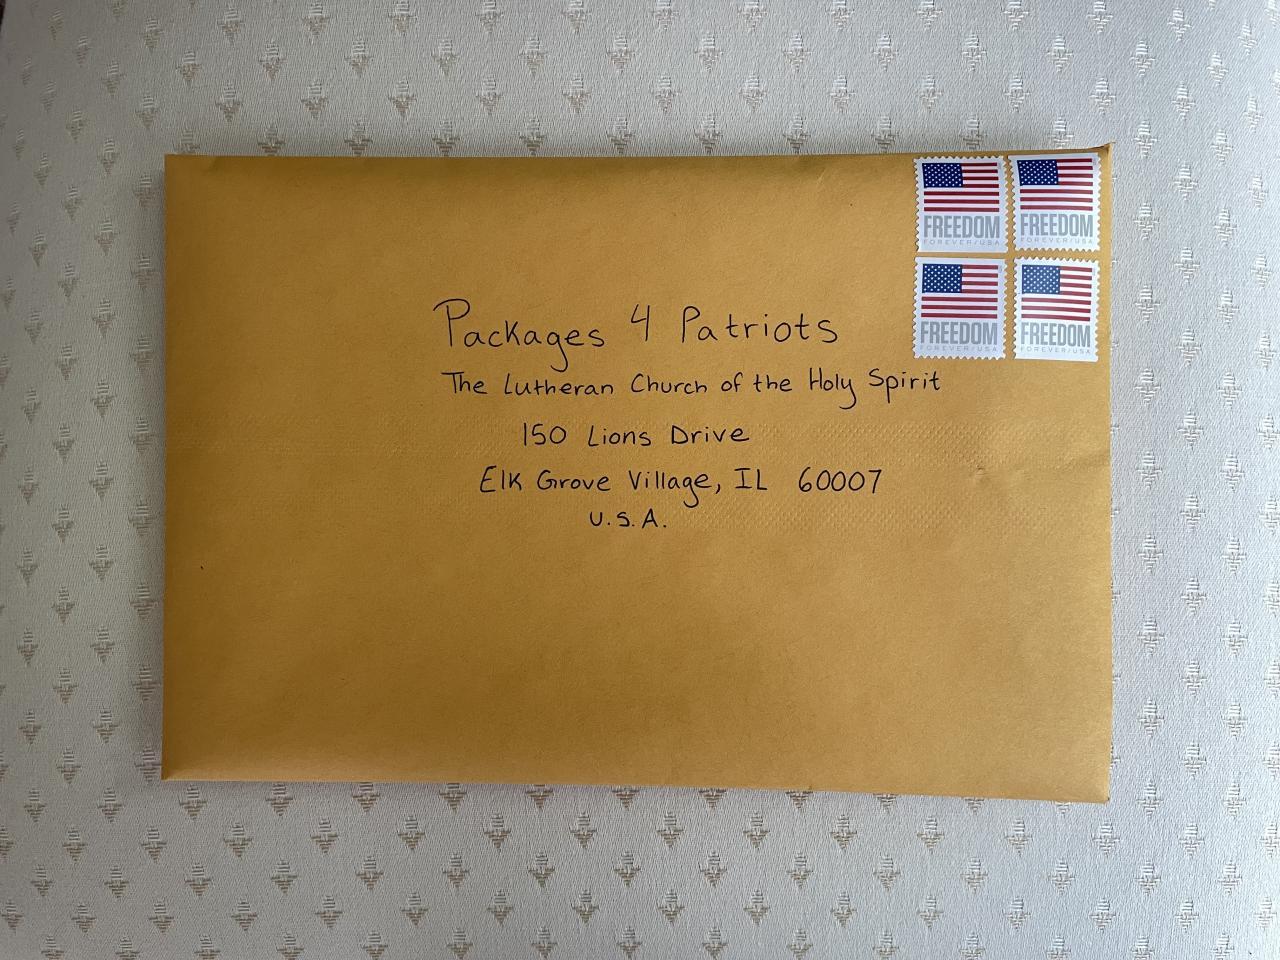 FREEDOM FREEDOM
FOREVER/USA FOREVER/USA
FREEDOM FREEDOM
FOREVER/USA FOREVER/USA
Packages 4 Patriots
The Lutheran Church of the Holy Spirit
150 Lions Drive
Elk Grove Village, IL 60007
U.S.A.